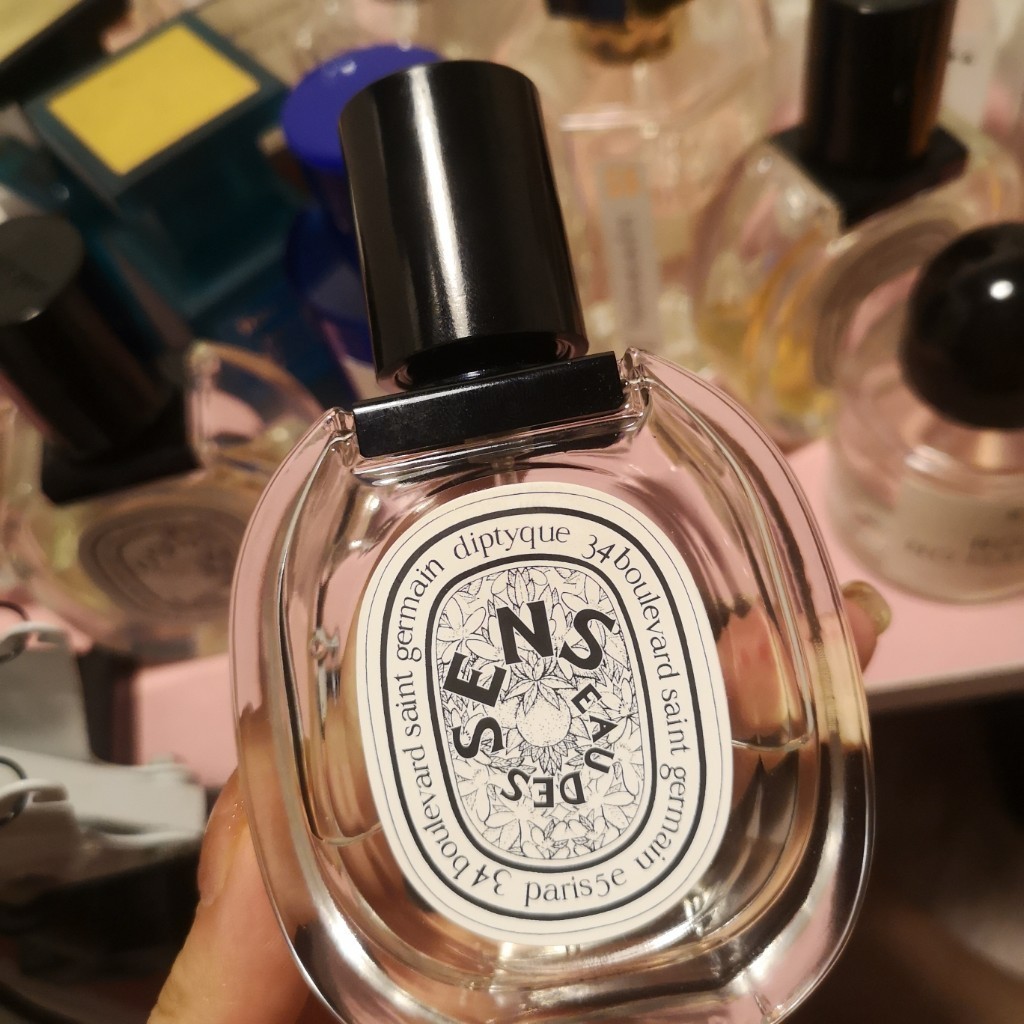 diptyque 34 boulevard saint germain paris5e 34 boulevard saint germain
EAU DES SENS